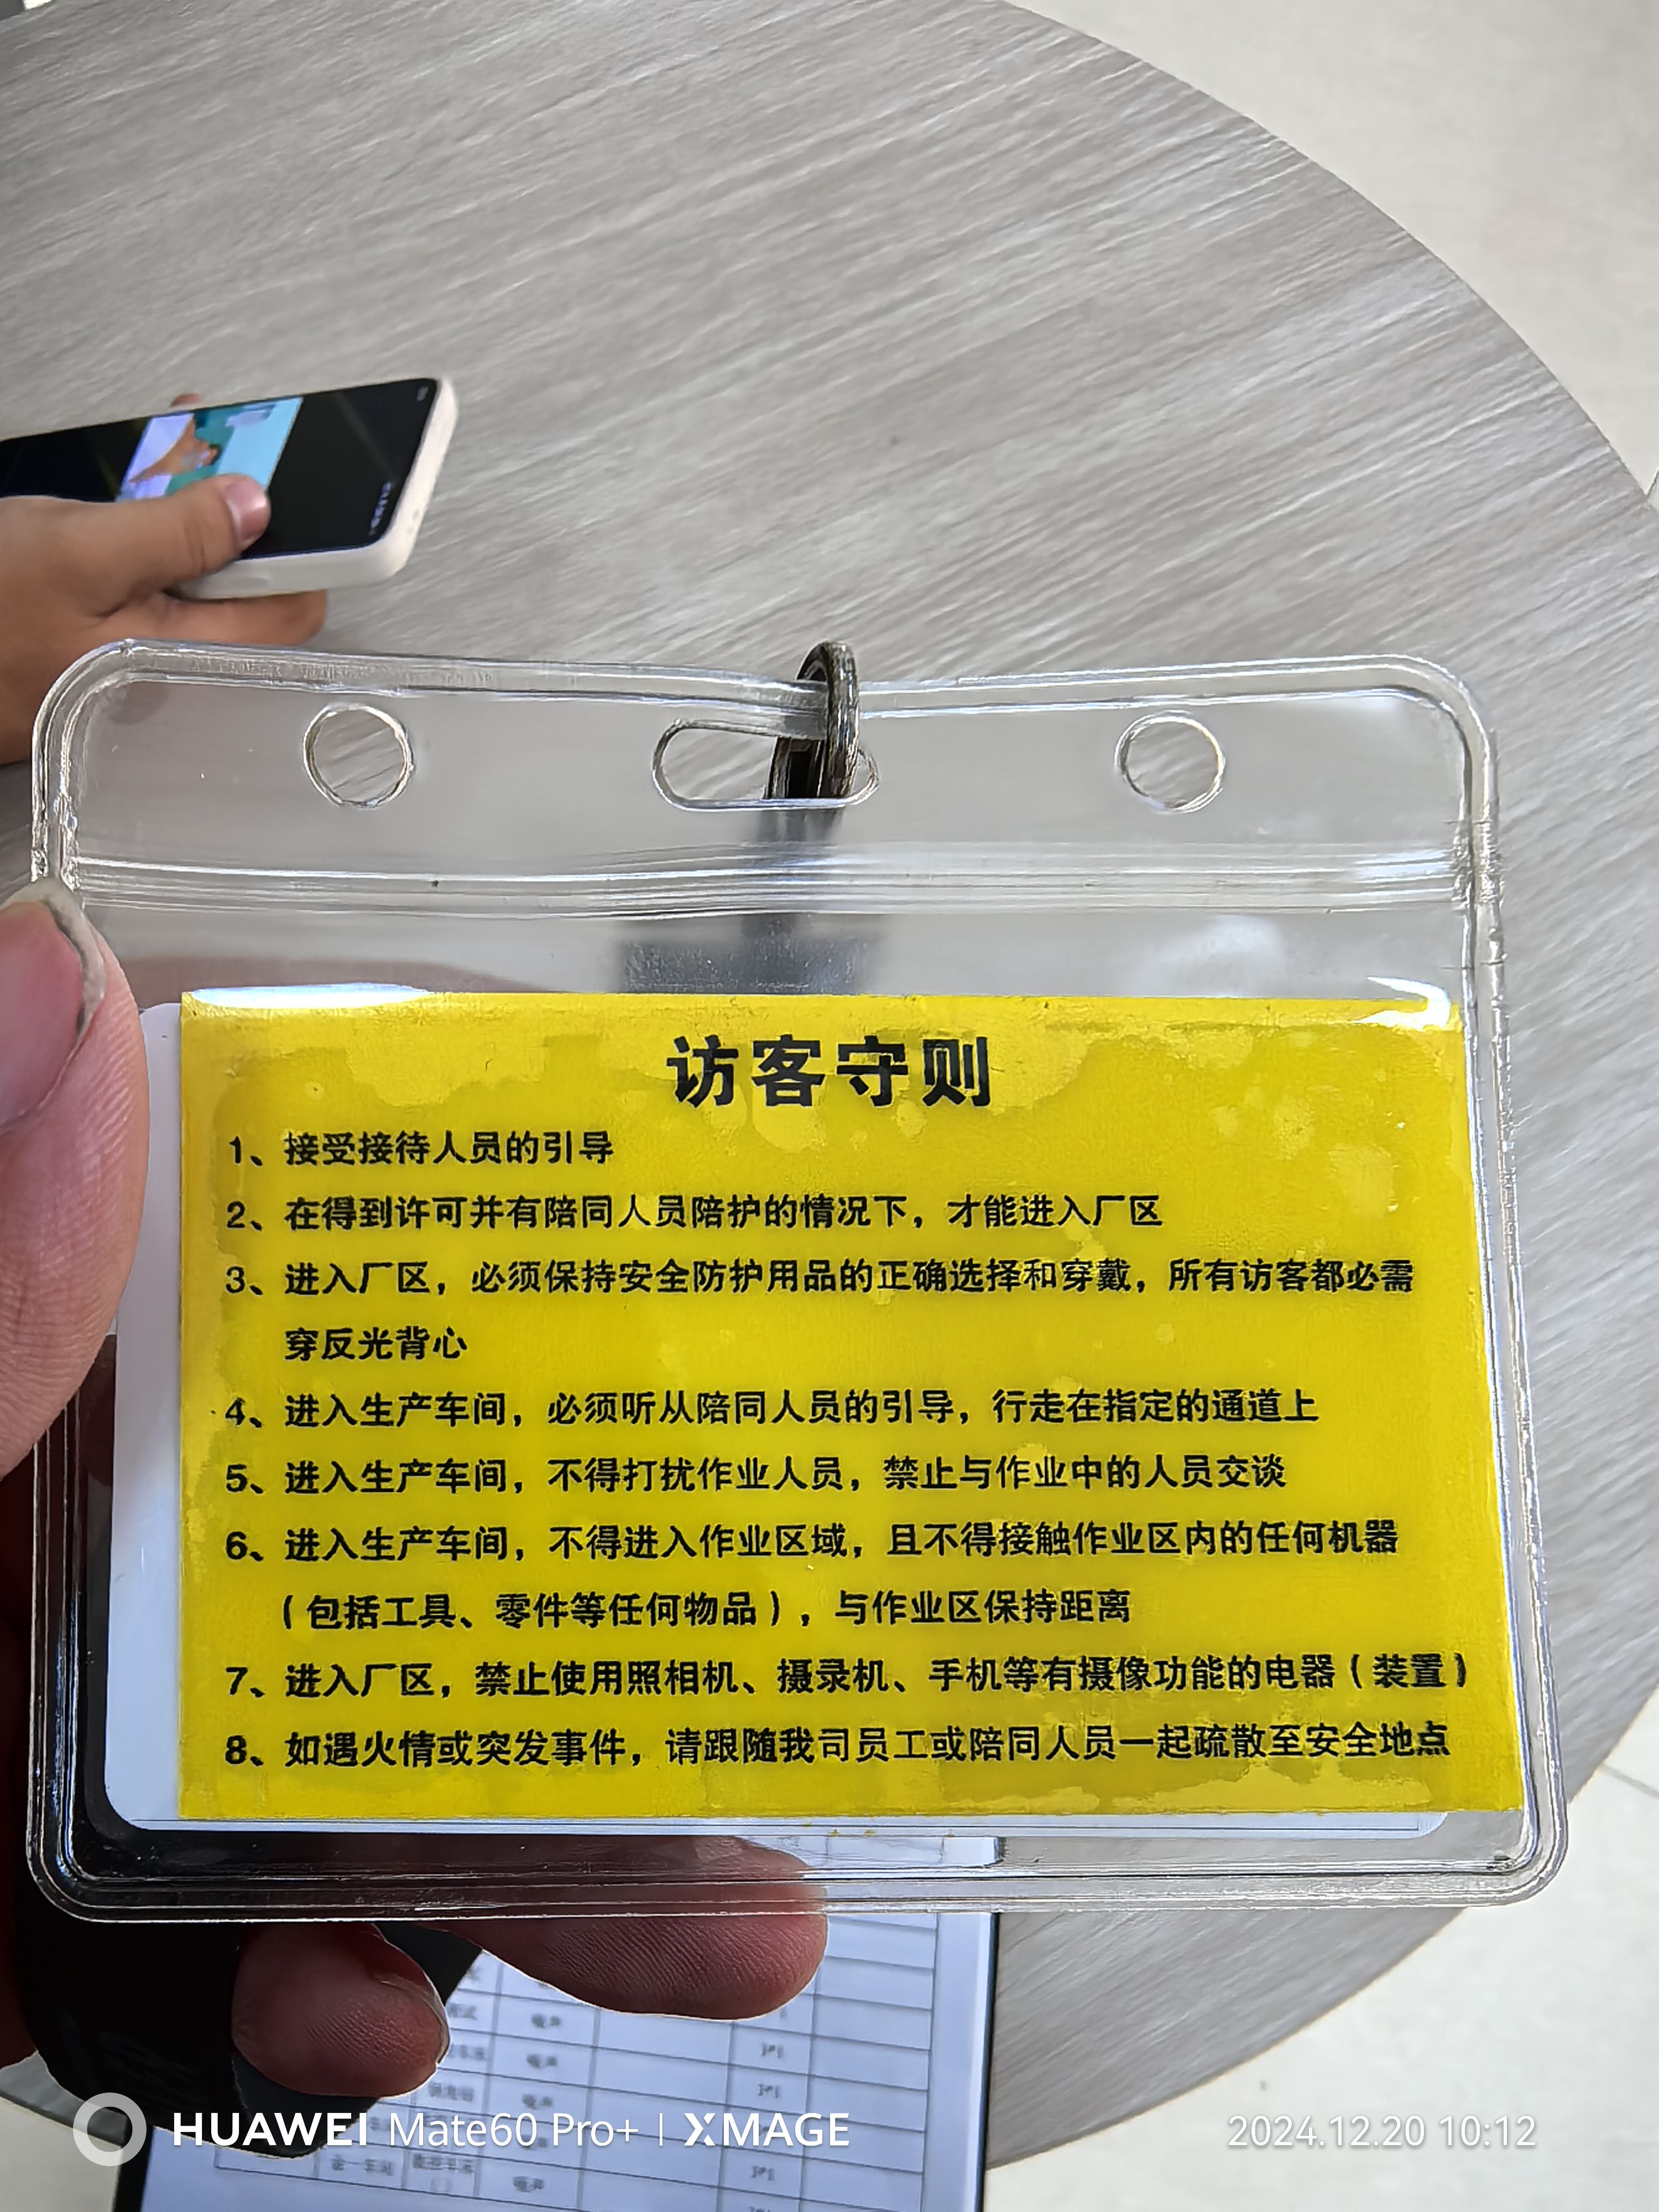 访客守则
1、接受接待人员的引导
2、在得到许可并有陪同人员陪护的情况下，才能进入厂区
3、进入厂区，必须保持安全防护用品的正确选择和穿戴，所有访客都必需
穿反光背心
4、进入生产车间，必须听从陪同人员的引导，行走在指定的通道上
5、进入生产车间，不得打扰作业人员，禁止与作业中的人员交谈
6、进入生产车间，不得进入作业区域，且不得接触作业区内的任何机器
（包括工具、零件等任何物品），与作业区保持距离
7、进入厂区，禁止使用照相机、摄录机、手机等有摄像功能的电器（装置）
8、如遇火情或突发事件，请跟随我司员工或陪同人员一起疏散至安全地点
HUAWEI Mate60 Pro+ | XMAGE
2024.12.20 10:12